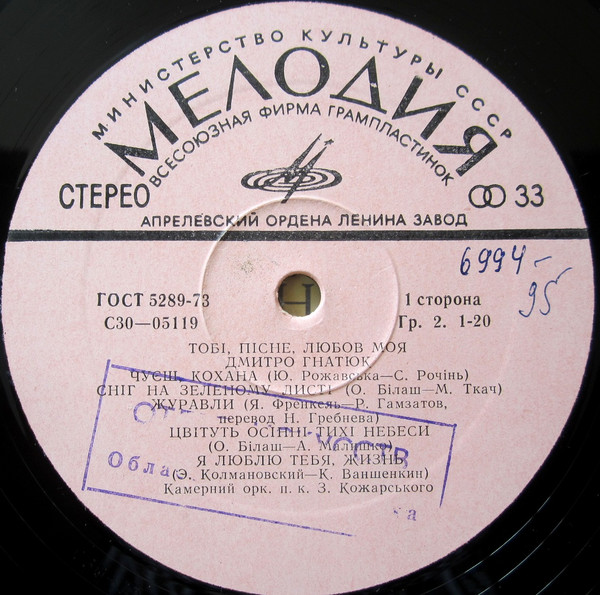 МИНИСТЕРСТВО КУЛЬТУРЫ СССР
МЕЛОДИЯ
ВСЕСОЮЗНАЯ ФИРМА ГРАМПЛАСТИНОК
СТЕРЕО
33
АПРЕЛЕВСКИЙ ОРДЕНА ЛЕНИНА ЗАВОД
6994-
95
ГОСТ 5289-73
1 сторона
С30—05119
Гр. 2. 1-20
ТОБІ, ПІСНЕ, ЛЮБОВ МОЯ
ДМИТРО ГНАТЮК
ЧУЄШ, КОХАНА (Ю. Рожавська—С. Рочінь)
СНІГ НА ЗЕЛЕНОМУ ЛИСТІ (О. Білаш—М. Ткач)
ЖУРАВЛИ (Я. Френкель—Р. Гамзатов,
перевод Н. Гребнева)
ЦВІТУТЬ ОСІННІ ТИХІ НЕБЕСИ
(О. Білаш—А. Малишко)
Я ЛЮБЛЮ ТЕБЯ, ЖИЗНЬ
(Э. Колмановский—К. Ваншенкин)
Камерний орк. п. к. З. Кожарського